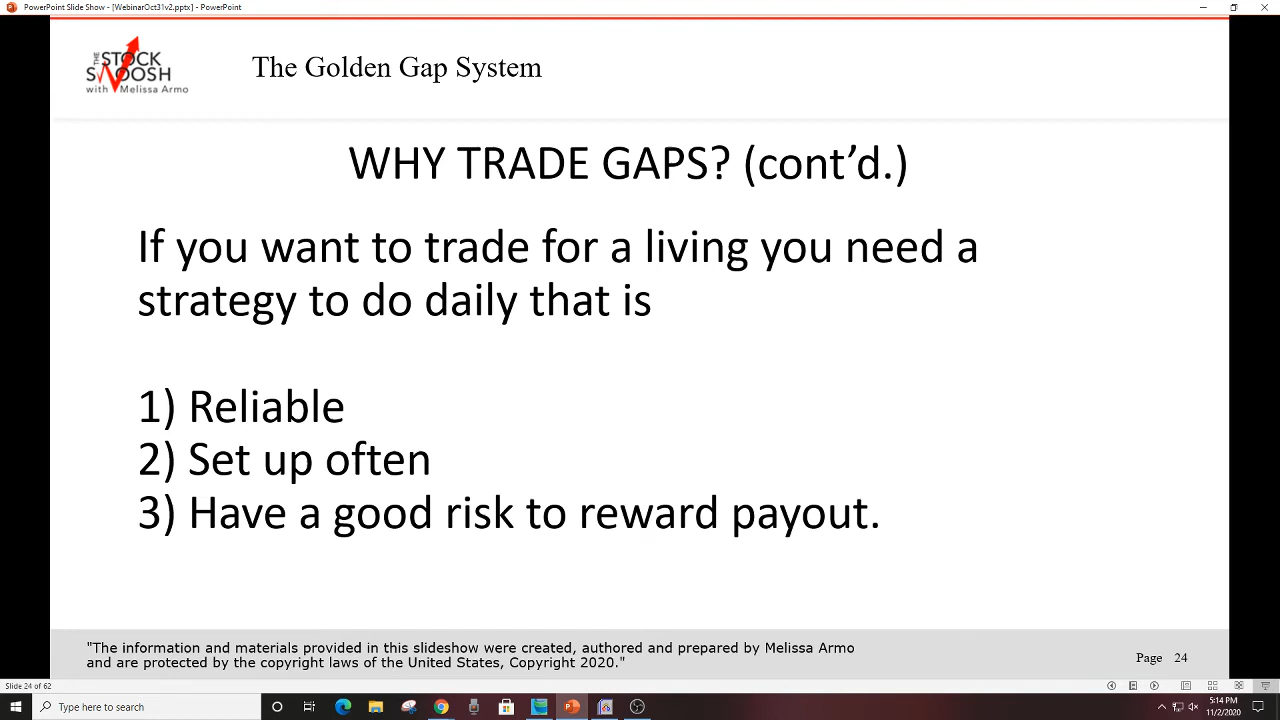 PowerPoint Slide Show - [WebinarOct31v2.pptx] - PowerPoint
THE STOCK
SWOOSH
with Melissa Armo
The Golden Gap System
WHY TRADE GAPS? (cont’d.)
If you want to trade for a living you need a
strategy to do daily that is
1) Reliable
2) Set up often
3) Have a good risk to reward payout.
"The information and materials provided in this slideshow were created, authored and prepared by Melissa Armo
and are protected by the copyright laws of the United States, Copyright 2020."
Page 24
Slide 24 of 62
Type here to search
5:14 PM
11/2/2020